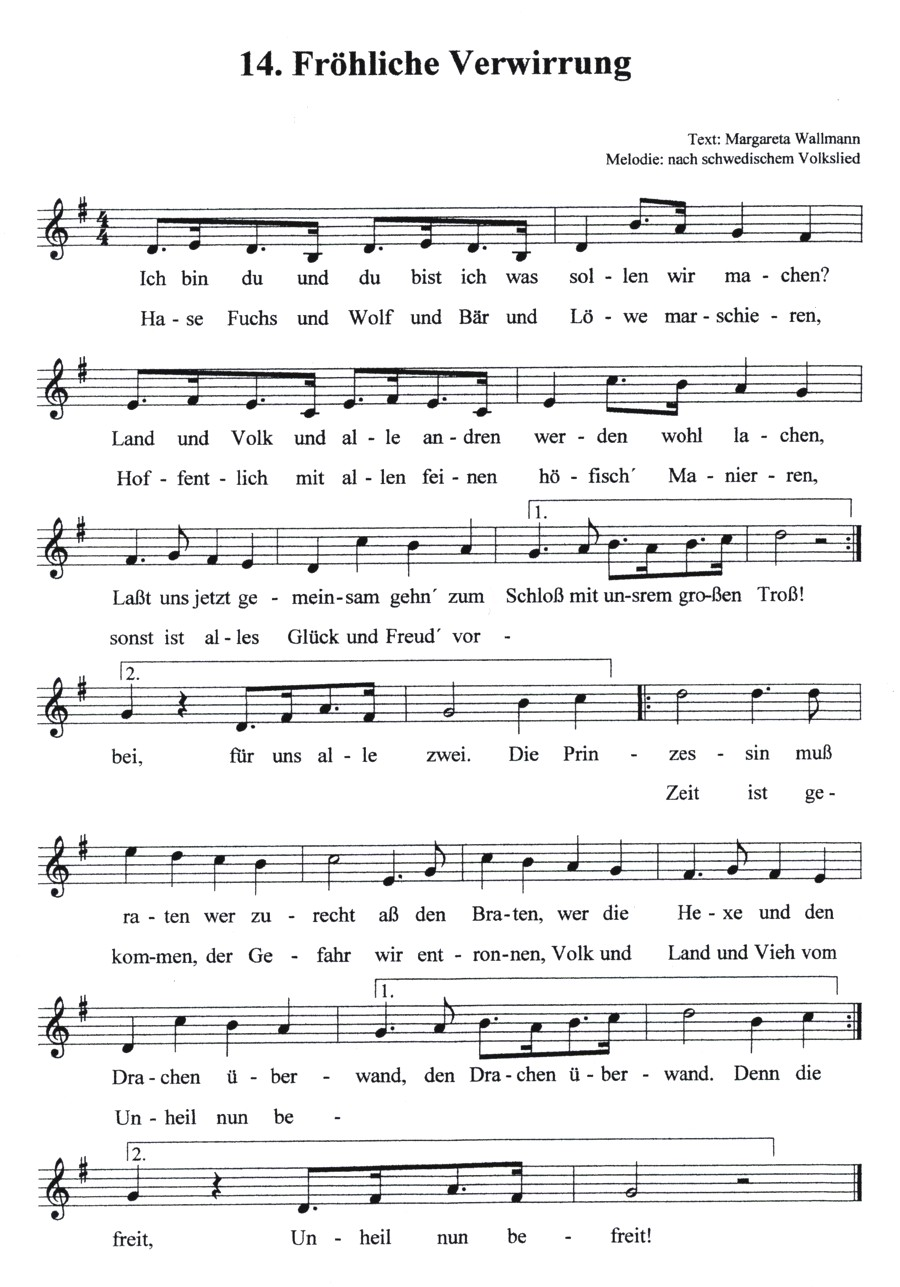 14. Fröhliche Verwirrung
Text: Margareta Wallmann
Melodie: nach schwedischem Volkslied
4
4
Ich bin du und du bist ich was sol - len wir ma - chen?
Ha - se Fuchs und Wolf und Bär und Lö - we mar - schie - ren,
Land und Volk und al - le an - dren wer - den wohl la - chen,
Hof - fent - lich mit al - len fei - nen hö - fisch´ Ma - nier - ren,
1.
Laßt uns jetzt ge - mein - sam gehn´ zum Schloß mit un-srem gro-ßen Troß!
sonst ist al - les Glück und Freud´ vor -
2.
bei, für uns al - le zwei. Die Prin - zes - sin muß
Zeit ist ge -
ra - ten wer zu - recht aß den Bra - ten, wer die He - xe und den
kom-men, der Ge - fahr wir ent - ron-nen, Volk und Land und Vieh vom
1.
Dra - chen ü - ber - wand, den Dra - chen ü - ber - wand. Denn die
Un - heil nun be -
2.
freit, Un - heil nun be - freit!